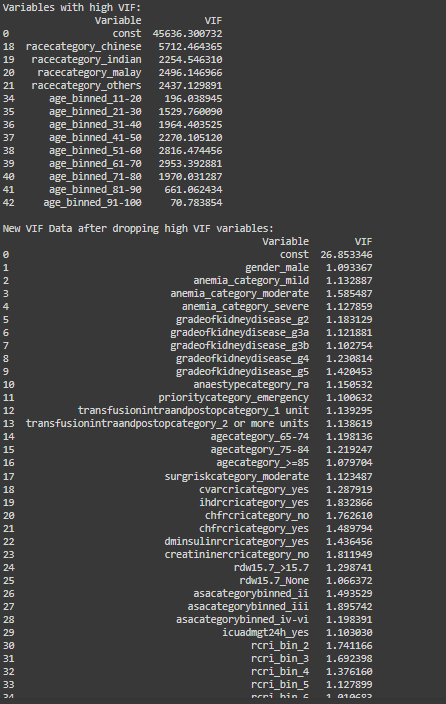 Variables with high VIF:
Variable VIF
0 const 45636.300732
18 racecategory_chinese 5712.464365
19 racecategory_indian 2254.546310
20 racecategory_malay 2496.146966
21 racecategory_others 2437.129891
34 age_binned_11-20 196.038945
35 age_binned_21-30 1529.760090
36 age_binned_31-40 1964.403525
37 age_binned_41-50 2270.105120
38 age_binned_51-60 2816.474456
39 age_binned_61-70 2953.392881
40 age_binned_71-80 1970.031287
41 age_binned_81-90 661.062434
42 age_binned_91-100 70.783854
New VIF Data after dropping high VIF variables:
Variable VIF
0 const 26.853346
1 gender_male 1.093367
2 anemia_category_mild 1.132887
3 anemia_category_moderate 1.585487
4 anemia_category_severe 1.127859
5 gradeofkidneydisease_g2 1.183129
6 gradeofkidneydisease_g3a 1.121881
7 gradeofkidneydisease_g3b 1.102754
8 gradeofkidneydisease_g4 1.230814
9 gradeofkidneydisease_g5 1.420453
10 anaestypecategory_ra 1.150532
11 prioritycategory_emergency 1.100632
12 transfusionintraandpostopcategory_1 unit 1.139295
13 transfusionintraandpostopcategory_2 or more units 1.138619
14 agecategory_65-74 1.198136
15 agecategory_75-84 1.219247
16 agecategory_>=85 1.079704
17 surgriskcategory_moderate 1.123487
18 cvarcricategory_yes 1.287919
19 ihdrcricategory_yes 1.832866
20 chfrcricategory_no 1.762610
21 chfrcricategory_yes 1.489794
22 dminsulinrcricategory_yes 1.436456
23 creatininercricategory_no 1.811949
24 rdw15.7_>15.7 1.298741
25 rdw15.7_None 1.066372
26 asacategorybinned_ii 1.493529
27 asacategorybinned_iii 1.895742
28 asacategorybinned_iv-vi 1.198391
29 icuadmgt24h_yes 1.103030
30 rcri_bin_2 1.741166
31 rcri_bin_3 1.692398
32 rcri_bin_4 1.376160
33 rcri_bin_5 1.127899
34 rcri_bin_6 1.010683